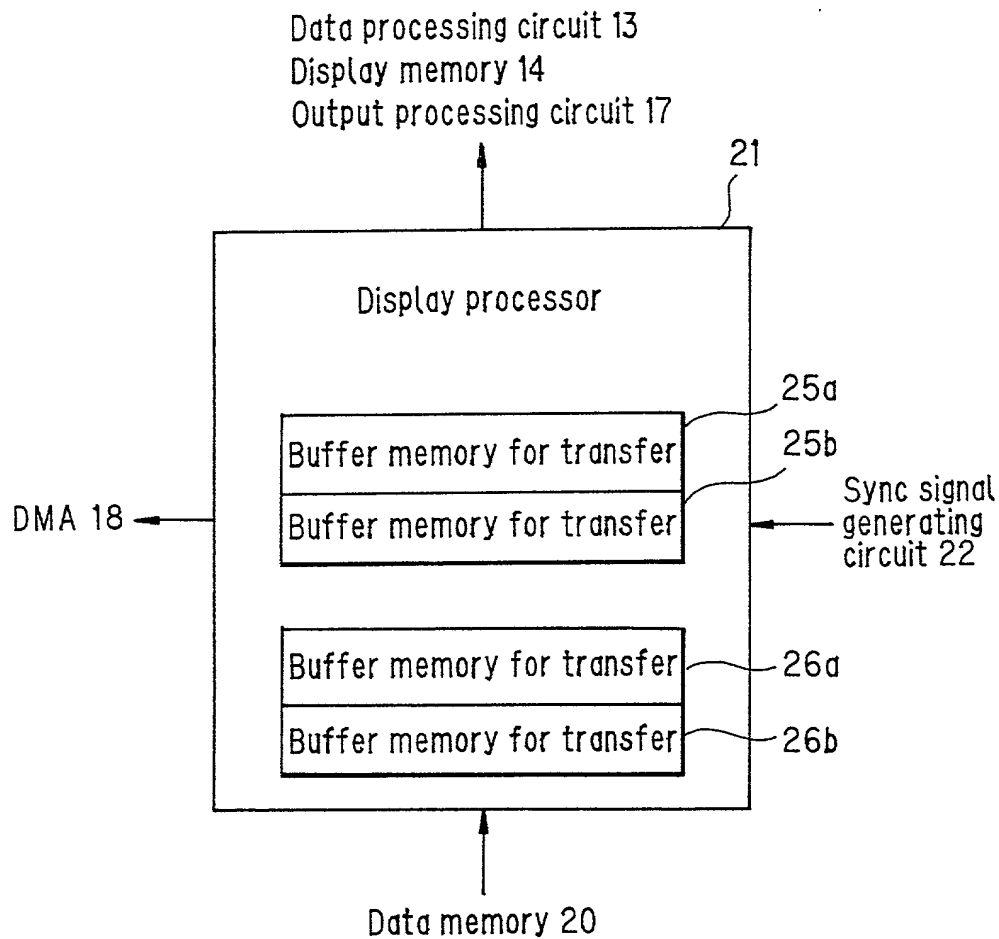 Data processing circuit 13
Display memory 14
Output processing circuit 17
21
Display processor
25a
Buffer memory for transfer
25b
Buffer memory for transfer
DMA 18
Sync signal
generating
circuit 22
Buffer memory for transfer
26a
Buffer memory for transfer
26b
Data memory 20